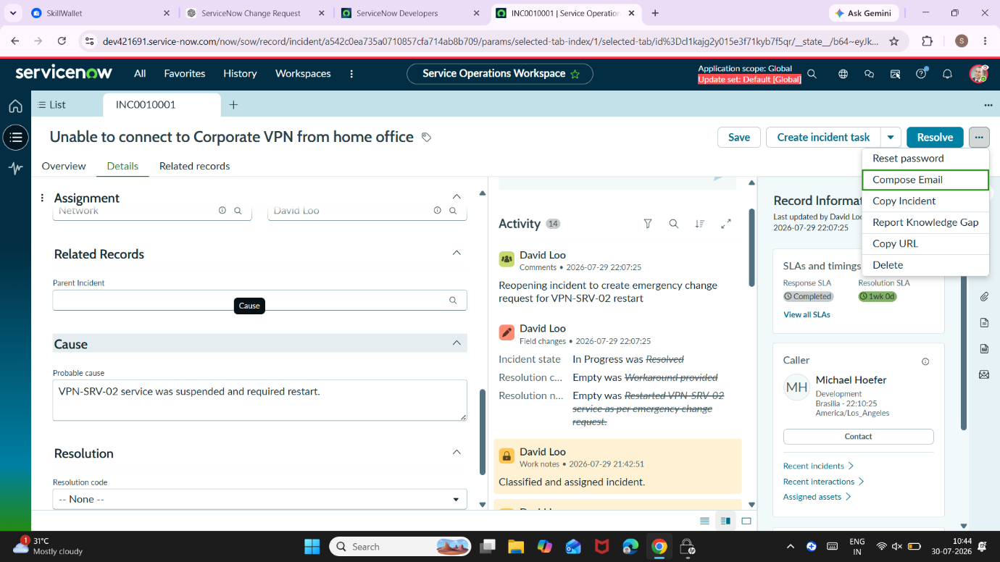 SkillWallet
ServiceNow Change Request
ServiceNow Developers
INC0010001 | Service Operation
Ask Gemini
dev421691.service-now.com/now/sow/record/incident/a542c0ea735a0710857cfa714ab8b709/params/selected-tab-index/1/selected-tab/id%3Dcl1kajg2y015e3f71kyb7f5qr/__state__/b64~eyJk...
S
servicenow
All
Favorites
History
Workspaces
Service Operations Workspace
Application scope: Global
Update set: Default [Global]
List
INC0010001
Unable to connect to Corporate VPN from home office
Save
Create incident task
Resolve
Reset password
Compose Email
Copy Incident
Report Knowledge Gap
Copy URL
Delete
Overview
Details
Related records
Assignment
Network
David Loo
Related Records
Parent Incident
Cause
Cause
Probable cause
VPN-SRV-02 service was suspended and required restart.
Resolution
Resolution code
-- None --
Activity 14
David Loo
Comments • 2026-07-29 22:07:25
Reopening incident to create emergency change
request for VPN-SRV-02 restart
David Loo
Field changes • 2026-07-29 22:07:25
Incident state In Progress was Resolved
Resolution c... Empty was Workaround provided
Resolution n... Empty was Restarted VPN-SRV-02
service as per emergency change
request.
David Loo
Work notes • 2026-07-29 21:42:51
Classified and assigned incident.
Record Informat
Last updated by David Loo
2026-07-29 22:07:25
SLAs and timings
Response SLA
Resolution SLA
Completed
1wk 0d
View all SLAs
Caller
MH
Michael Hoefer
Development
Brasilia • 22:10:25
America/Los_Angeles
Contact
Recent incidents
Recent interactions
Assigned assets
1
31°C
Mostly cloudy
Search
ENG
IN
10:44
30-07-2026